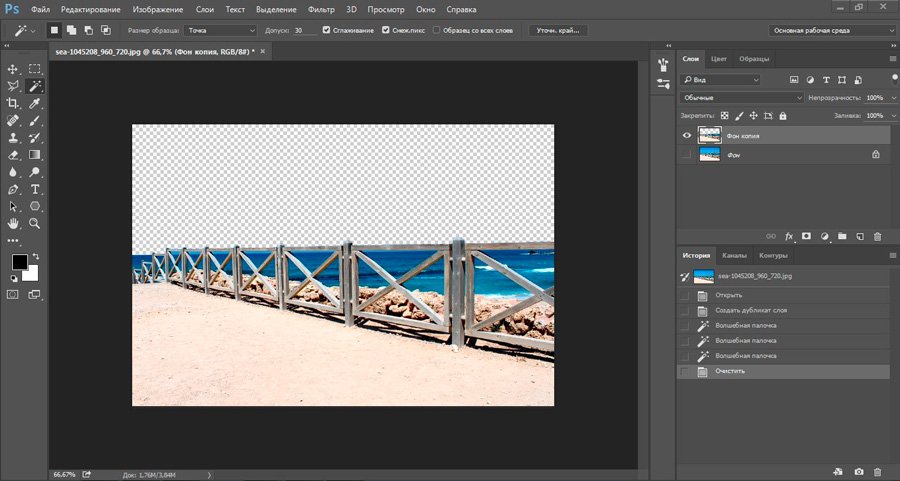 Ps Файл Редактирование Изображение Слои Текст Выделение Фильтр 3D Просмотр Окно Справка
Размер образца: Точка Допуск: 30 Сглаживание Смеж.пикс Образец со всех слоев Уточн. край... Основная рабочая среда
sea-1045208_960_720.jpg @ 66,7% (Фон копия, RGB/8#) * ×
Слои Цвет Образцы
Вид
Обычные Непрозрачность: 100%
Закрепить: Заливка: 100%
Фон копия
Фон
История Каналы Контуры
sea-1045208_960_720.jpg
Открыть
Создать дубликат слоя
Волшебная палочка
Волшебная палочка
Волшебная палочка
Очистить
66,67% Док: 1,76M/3,84M